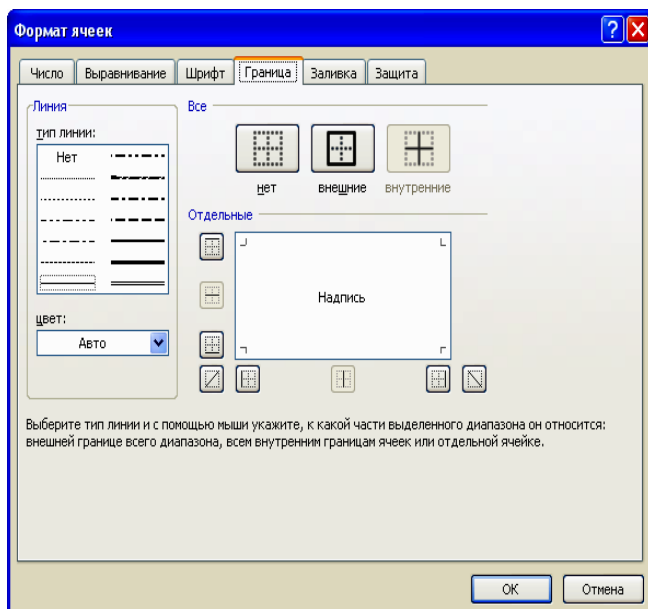 Формат ячеек
Число Выравнивание Шрифт Граница Заливка Защита
Линия
тип линии:
Нет
цвет:
Авто
Все
нет внешние внутренние
Отдельные
Надпись
Выберите тип линии и с помощью мыши укажите, к какой части выделенного диапазона он относится:
внешней границе всего диапазона, всем внутренним границам ячеек или отдельной ячейке.
ОК Отмена